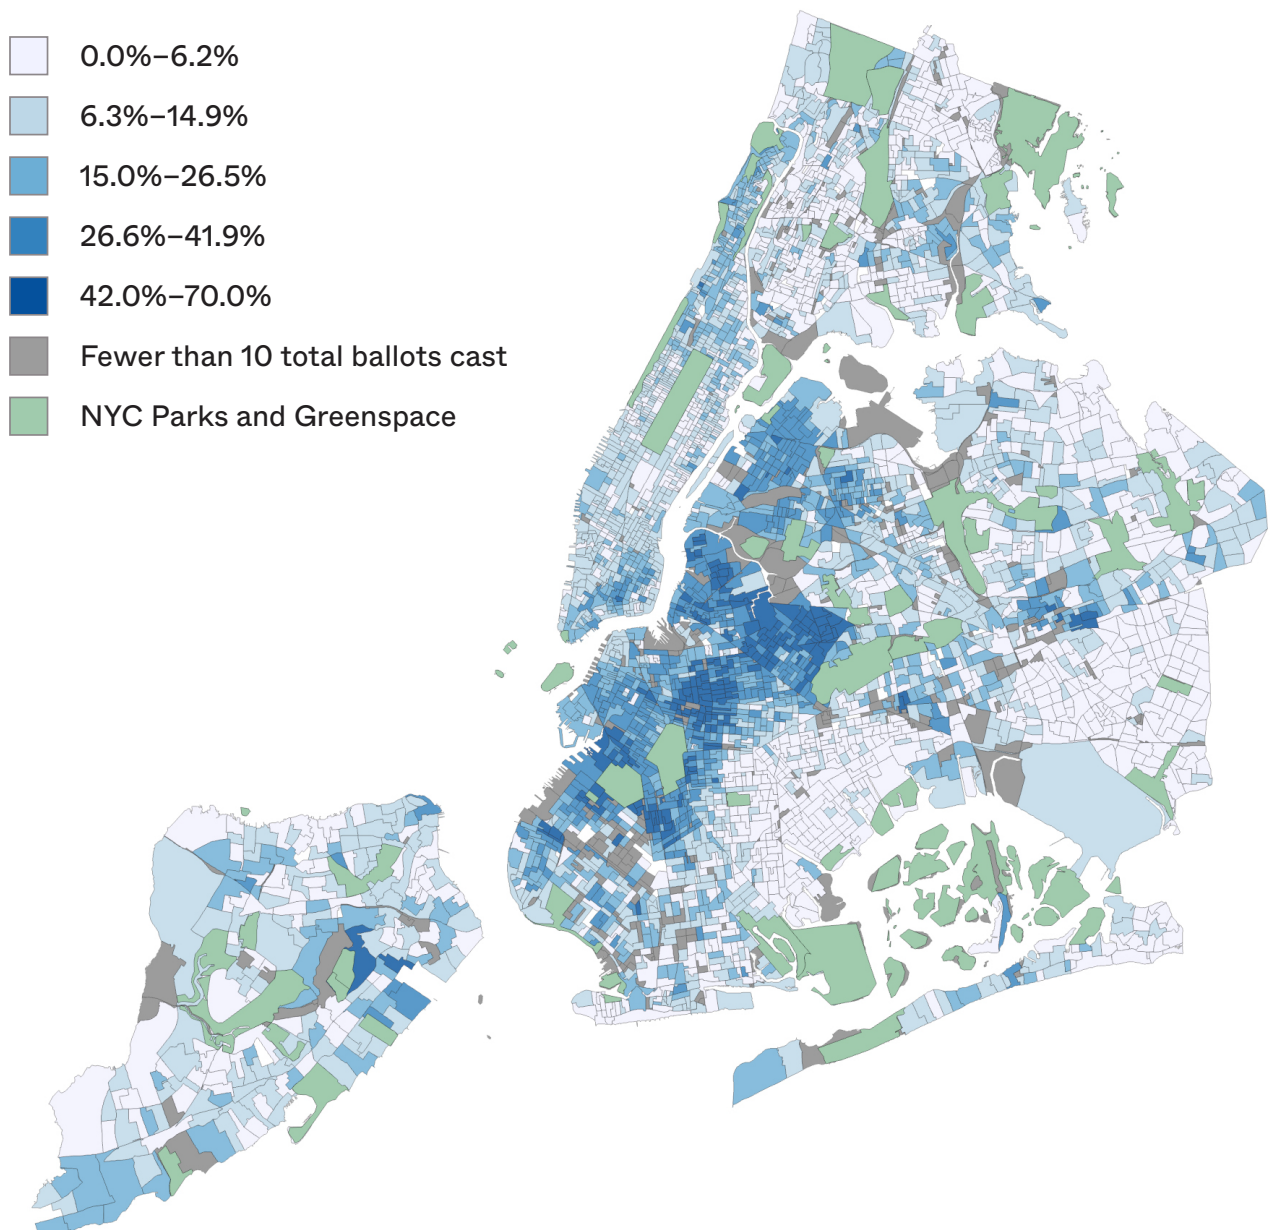 0.0%–6.2%
6.3%–14.9%
15.0%–26.5%
26.6%–41.9%
42.0%–70.0%
Fewer than 10 total ballots cast
NYC Parks and Greenspace